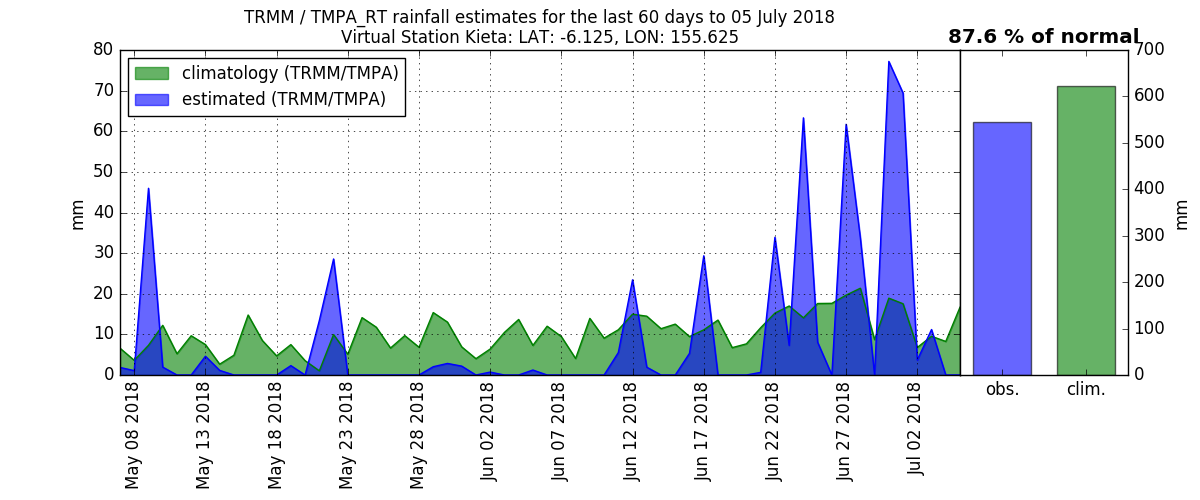 TRMM / TMPA_RT rainfall estimates for the last 60 days to 05 July 2018
Virtual Station Kieta: LAT: -6.125, LON: 155.625
87.6 % of normal
climatology (TRMM/TMPA)
estimated (TRMM/TMPA)
mm
80
70
60
50
40
30
20
10
0
May 08 2018
May 13 2018
May 18 2018
May 23 2018
May 28 2018
Jun 02 2018
Jun 07 2018
Jun 12 2018
Jun 17 2018
Jun 22 2018
Jun 27 2018
Jul 02 2018
700
600
500
400
300
200
100
0
mm
obs.
clim.